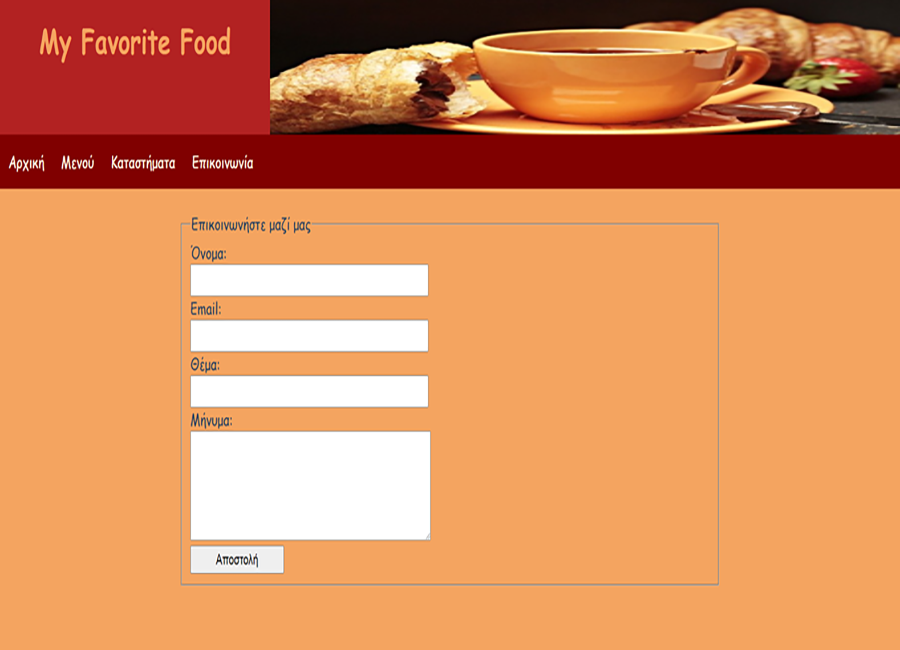 My Favorite Food
Αρχική Μενού Καταστήματα Επικοινωνία
Επικοινωνήστε μαζί μας
Όνομα:
Email:
Θέμα:
Μήνυμα:
Αποστολή